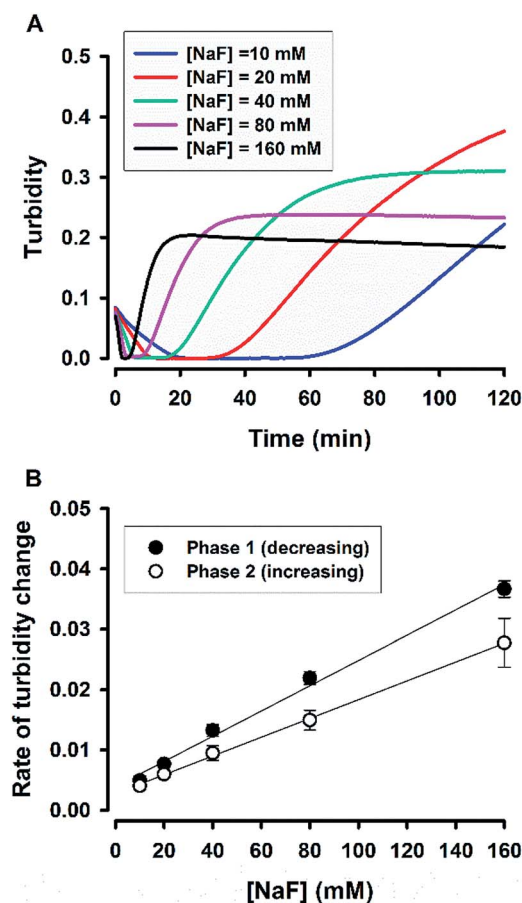 A
[NaF] =10 mM
[NaF] = 20 mM
[NaF] = 40 mM
[NaF] = 80 mM
[NaF] = 160 mM
0.5
0.4
0.3
0.2
0.1
0.0
Turbidity
0 20 40 60 80 100 120
Time (min)
B
Phase 1 (decreasing)
Phase 2 (increasing)
0.05
0.04
0.03
0.02
0.01
0.00
Rate of turbidity change
0 20 40 60 80 100 120 140 160
[NaF] (mM)